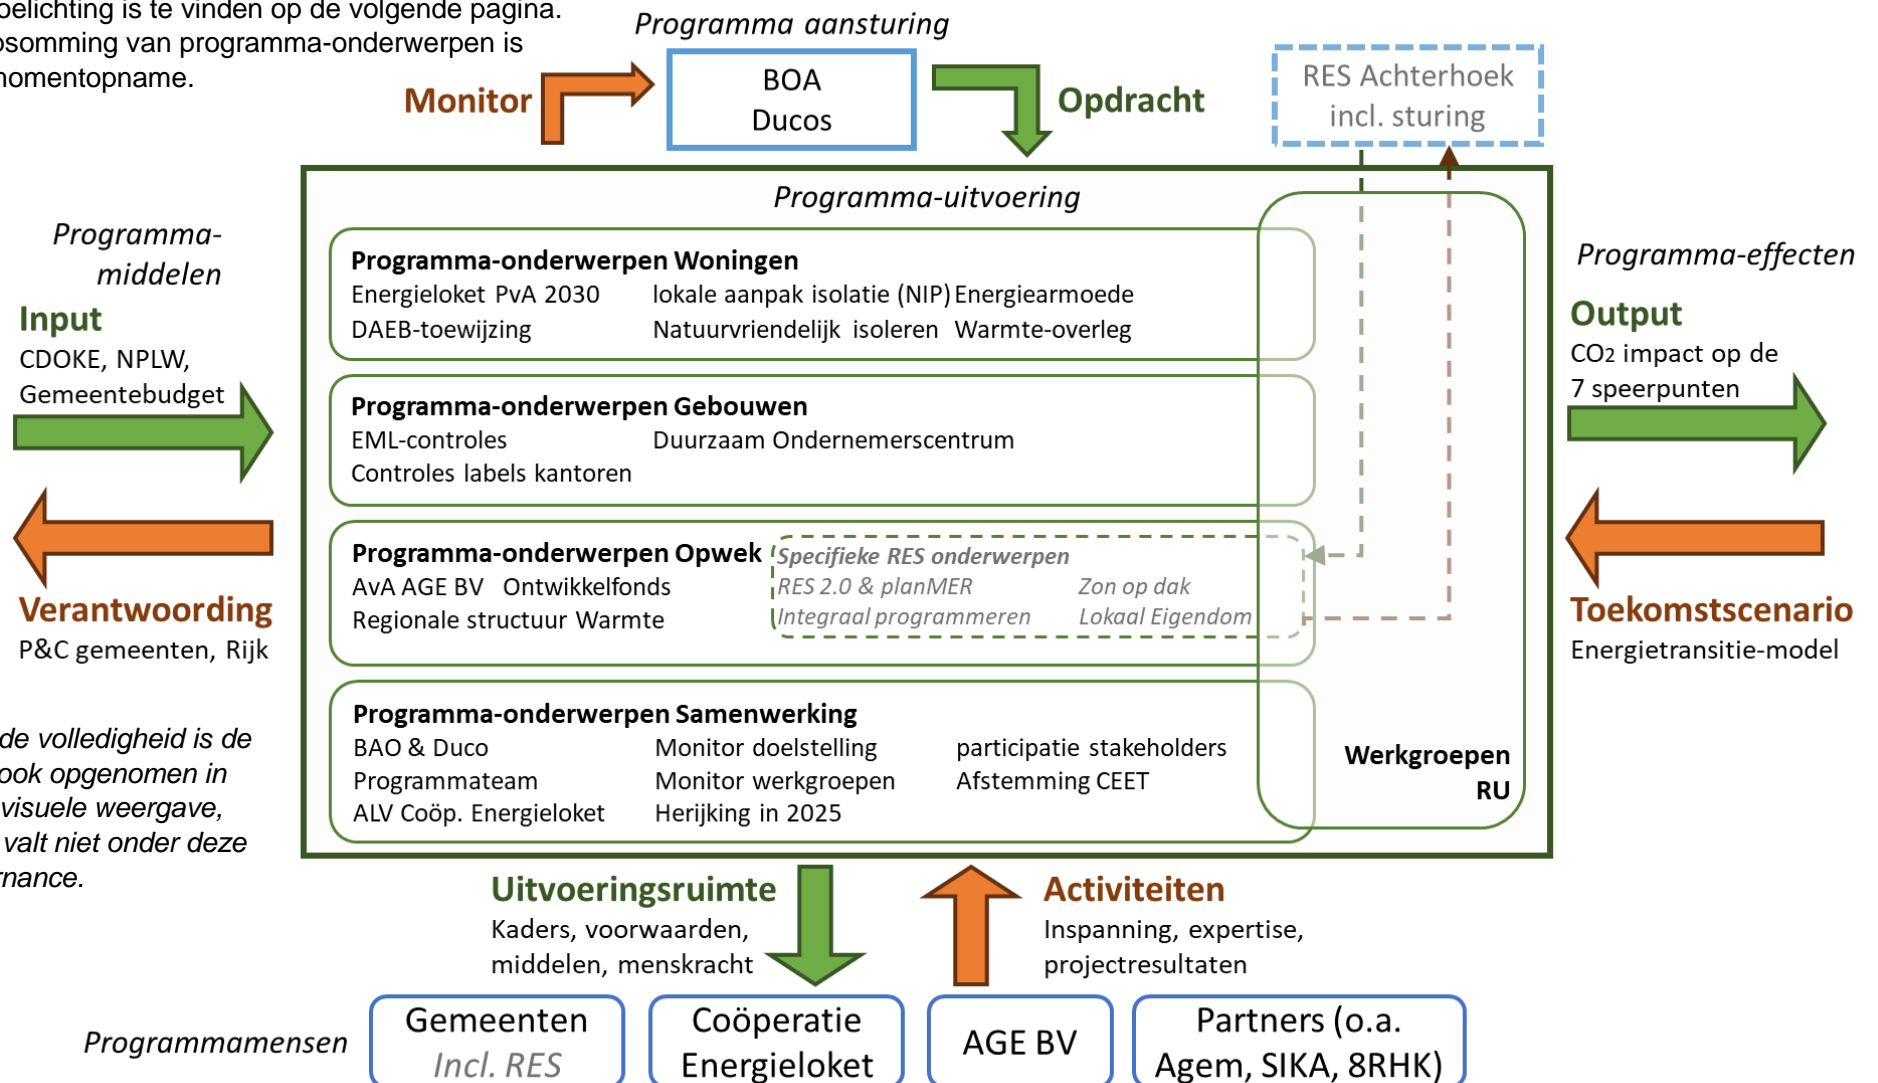 oelichting is te vinden op de volgende pagina.
osomming van programma-onderwerpen is
momentopname.
Programma aansturing
BOA
Ducos
Monitor
Opdracht
RES Achterhoek
incl. sturing
Programma-uitvoering
Programma-
middelen
Input
CDOKE, NPLW,
Gemeentebudget
Verantwoording
P&C gemeenten, Rijk
Programma-onderwerpen Woningen
Energieloket PvA 2030 lokale aanpak isolatie (NIP) Energiearmoede
DAEB-toewijzing Natuurvriendelijk isoleren Warmte-overleg
Programma-onderwerpen Gebouwen
EML-controles Duurzaam Ondernemerscentrum
Controles labels kantoren
Programma-onderwerpen Opwek
AvA AGE BV Ontwikkelfonds
Regionale structuur Warmte
Specifieke RES onderwerpen
RES 2.0 & planMER Zon op dak
Integraal programmeren Lokaal Eigendom
Programma-onderwerpen Samenwerking
BAO & Duco Monitor doelstelling participatie stakeholders
Programmateam Monitor werkgroepen Afstemming CEET
ALV Coöp. Energieloket Herijking in 2025
Werkgroepen
RU
Programma-effecten
Output
CO2 impact op de
7 speerpunten
Toekomstscenario
Energietransitie-model
de volledigheid is de
ook opgenomen in
visuele weergave,
valt niet onder deze
rnance.
Uitvoeringsruimte
Kaders, voorwaarden,
middelen, menskracht
Activiteiten
Inspanning, expertise,
projectresultaten
Programmamensen
Gemeenten
Incl. RES
Coöperatie
Energieloket
AGE BV
Partners (o.a.
Agem, SIKA, 8RHK)